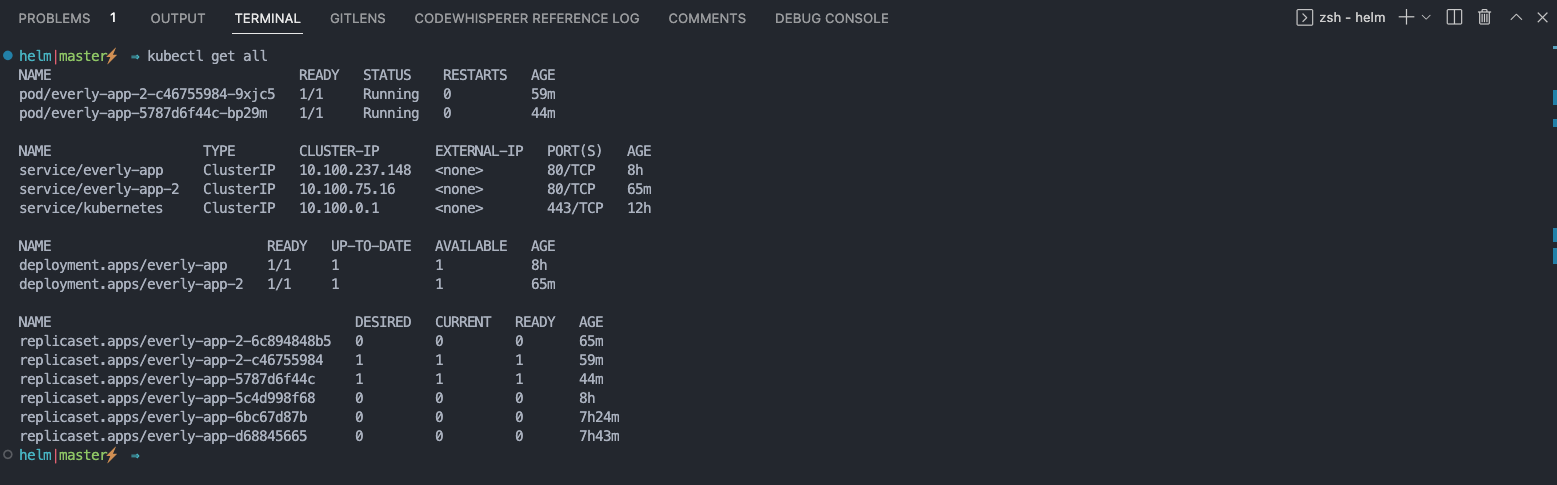 PROBLEMS 1 OUTPUT TERMINAL GITLENS CODEWHISPERER REFERENCE LOG COMMENTS DEBUG CONSOLE zsh - helm
helm|master⚡ ⇒ kubectl get all
NAME READY STATUS RESTARTS AGE
pod/everly-app-2-c46755984-9xjc5 1/1 Running 0 59m
pod/everly-app-5787d6f44c-bp29m 1/1 Running 0 44m
NAME TYPE CLUSTER-IP EXTERNAL-IP PORT(S) AGE
service/everly-app ClusterIP 10.100.237.148 <none> 80/TCP 8h
service/everly-app-2 ClusterIP 10.100.75.16 <none> 80/TCP 65m
service/kubernetes ClusterIP 10.100.0.1 <none> 443/TCP 12h
NAME READY UP-TO-DATE AVAILABLE AGE
deployment.apps/everly-app 1/1 1 1 8h
deployment.apps/everly-app-2 1/1 1 1 65m
NAME DESIRED CURRENT READY AGE
replicaset.apps/everly-app-2-6c894848b5 0 0 0 65m
replicaset.apps/everly-app-2-c46755984 1 1 1 59m
replicaset.apps/everly-app-5787d6f44c 1 1 1 44m
replicaset.apps/everly-app-5c4d998f68 0 0 0 8h
replicaset.apps/everly-app-6bc67d87b 0 0 0 7h24m
replicaset.apps/everly-app-d68845665 0 0 0 7h43m
helm|master⚡ ⇒